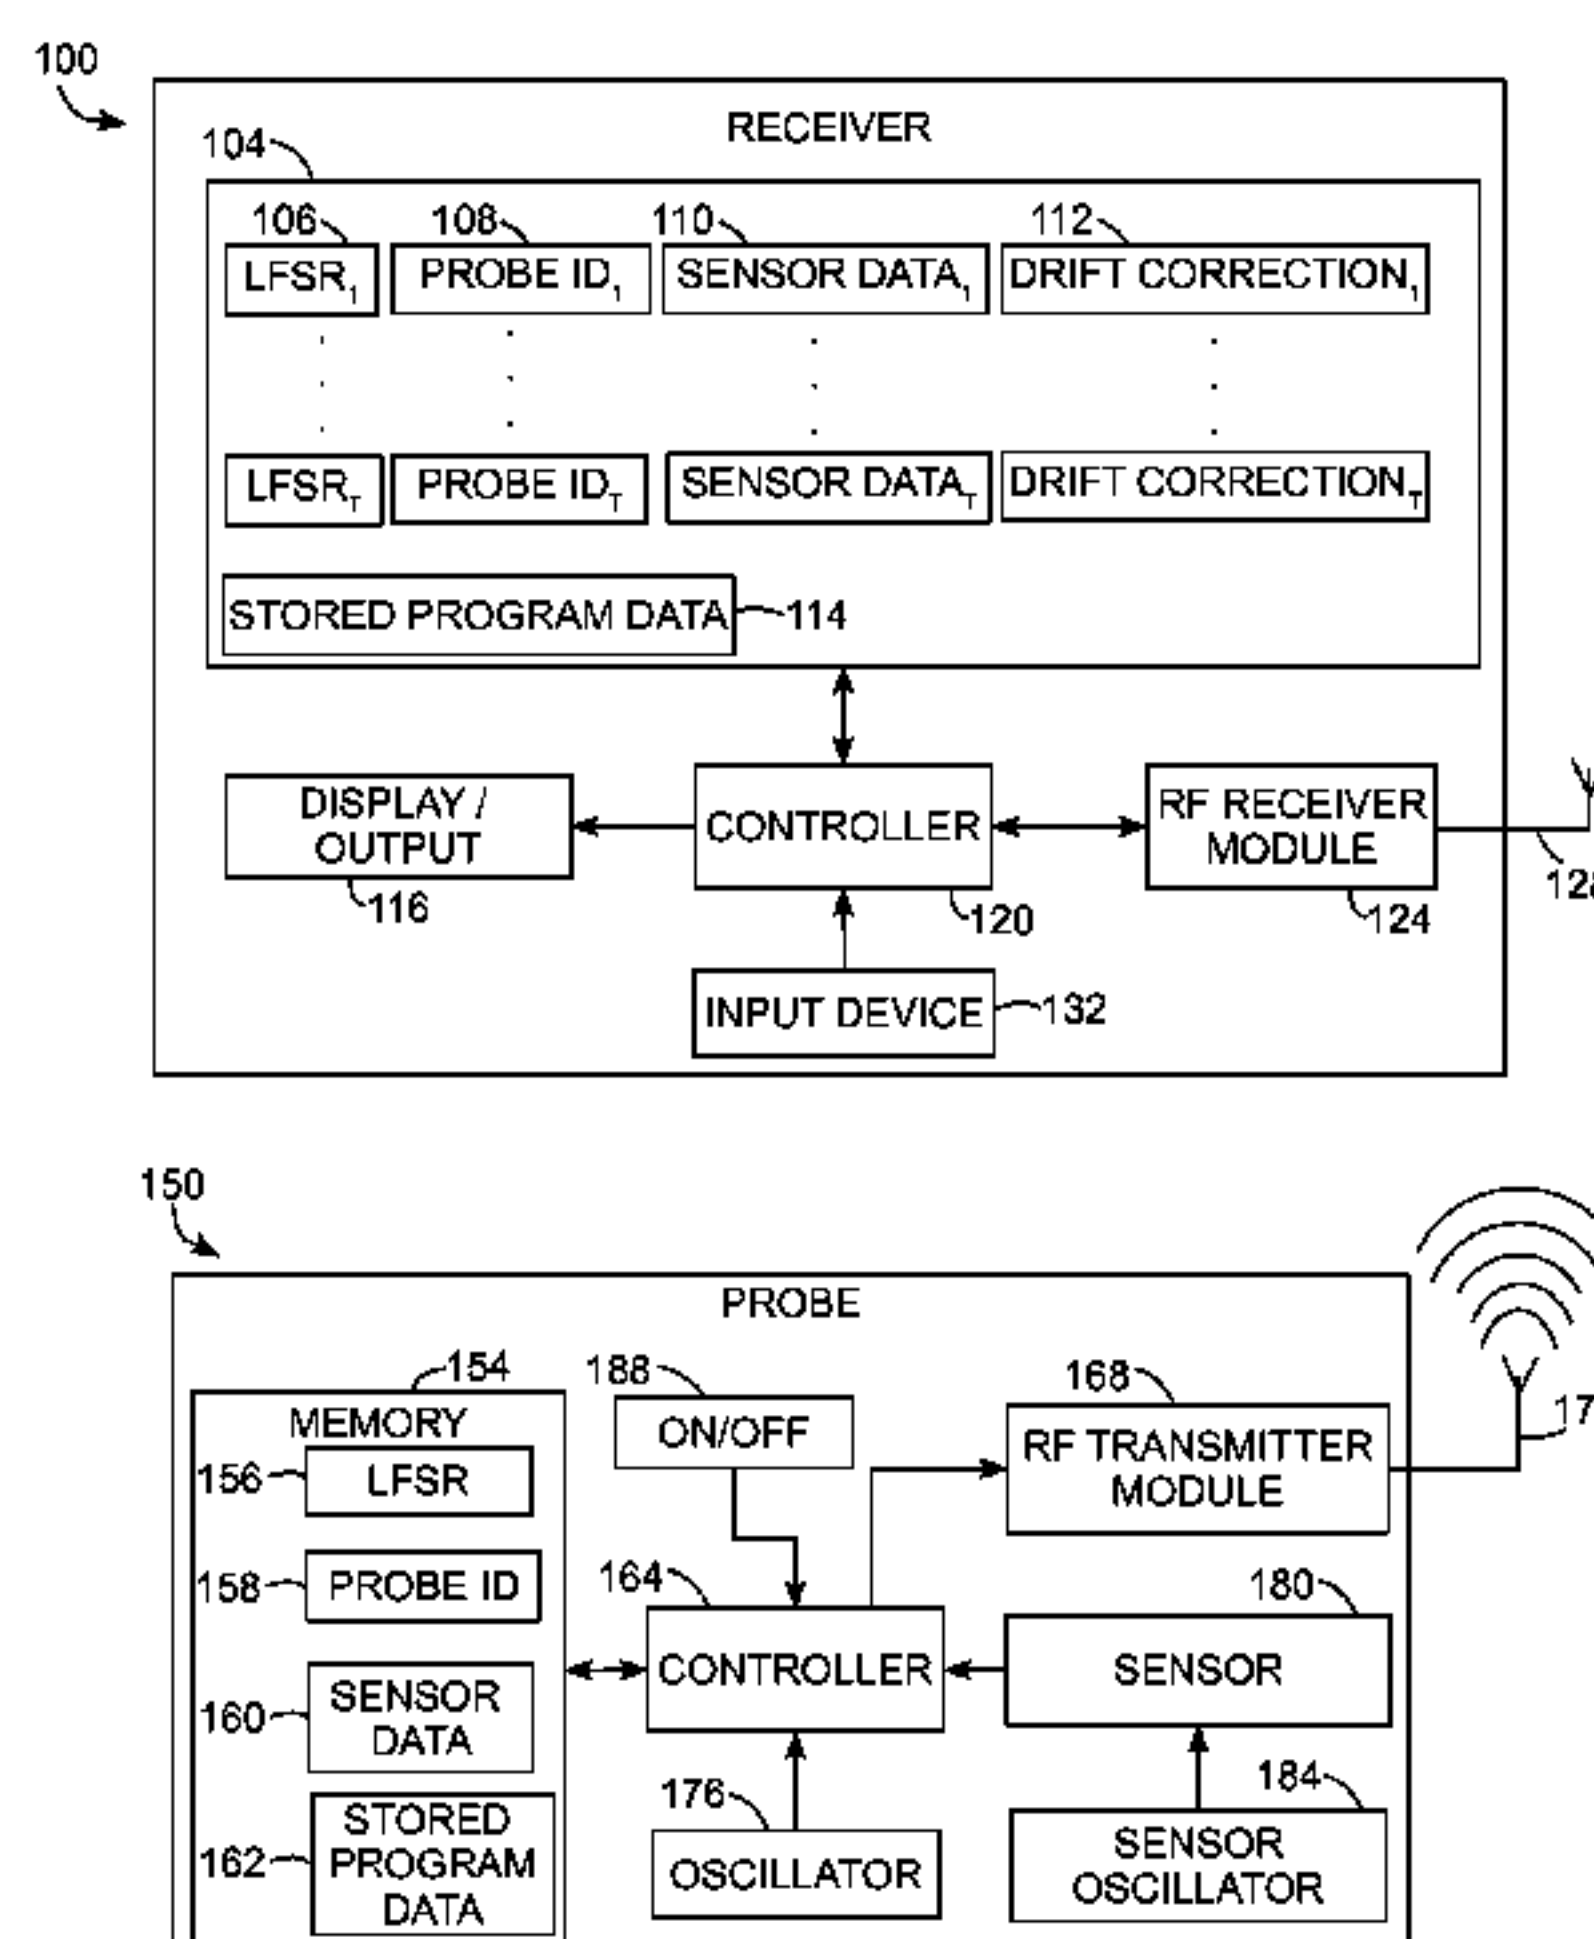 100
RECEIVER
104
106 108 110 112
LFSR1 PROBE ID1 SENSOR DATA1 DRIFT CORRECTION1
LFSRT PROBE IDT SENSOR DATAT DRIFT CORRECTIONT
STORED PROGRAM DATA 114
DISPLAY /
OUTPUT
116
CONTROLLER
120
RF RECEIVER
MODULE
124
128
INPUT DEVICE 132
150
PROBE
154
MEMORY
156 LFSR
158 PROBE ID
160 SENSOR
DATA
162 STORED
PROGRAM
DATA
188
ON/OFF
168
RF TRANSMITTER
MODULE
17
164
CONTROLLER
180
SENSOR
176
OSCILLATOR
184
SENSOR
OSCILLATOR